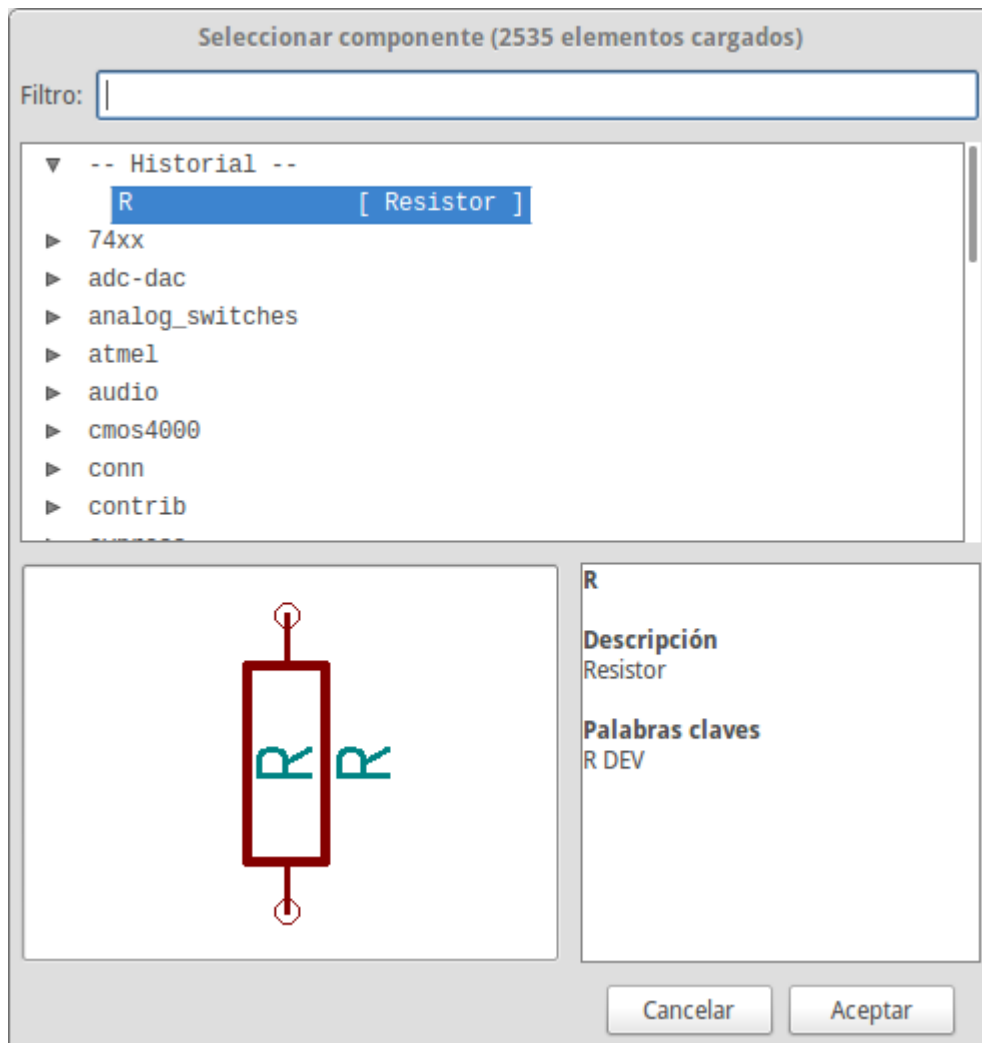 Seleccionar componente (2535 elementos cargados)
Filtro:
-- Historial --
R [ Resistor ]
74xx
adc-dac
analog_switches
atmel
audio
cmos4000
conn
contrib
R R
R
Descripción
Resistor
Palabras claves
R DEV
Cancelar Aceptar